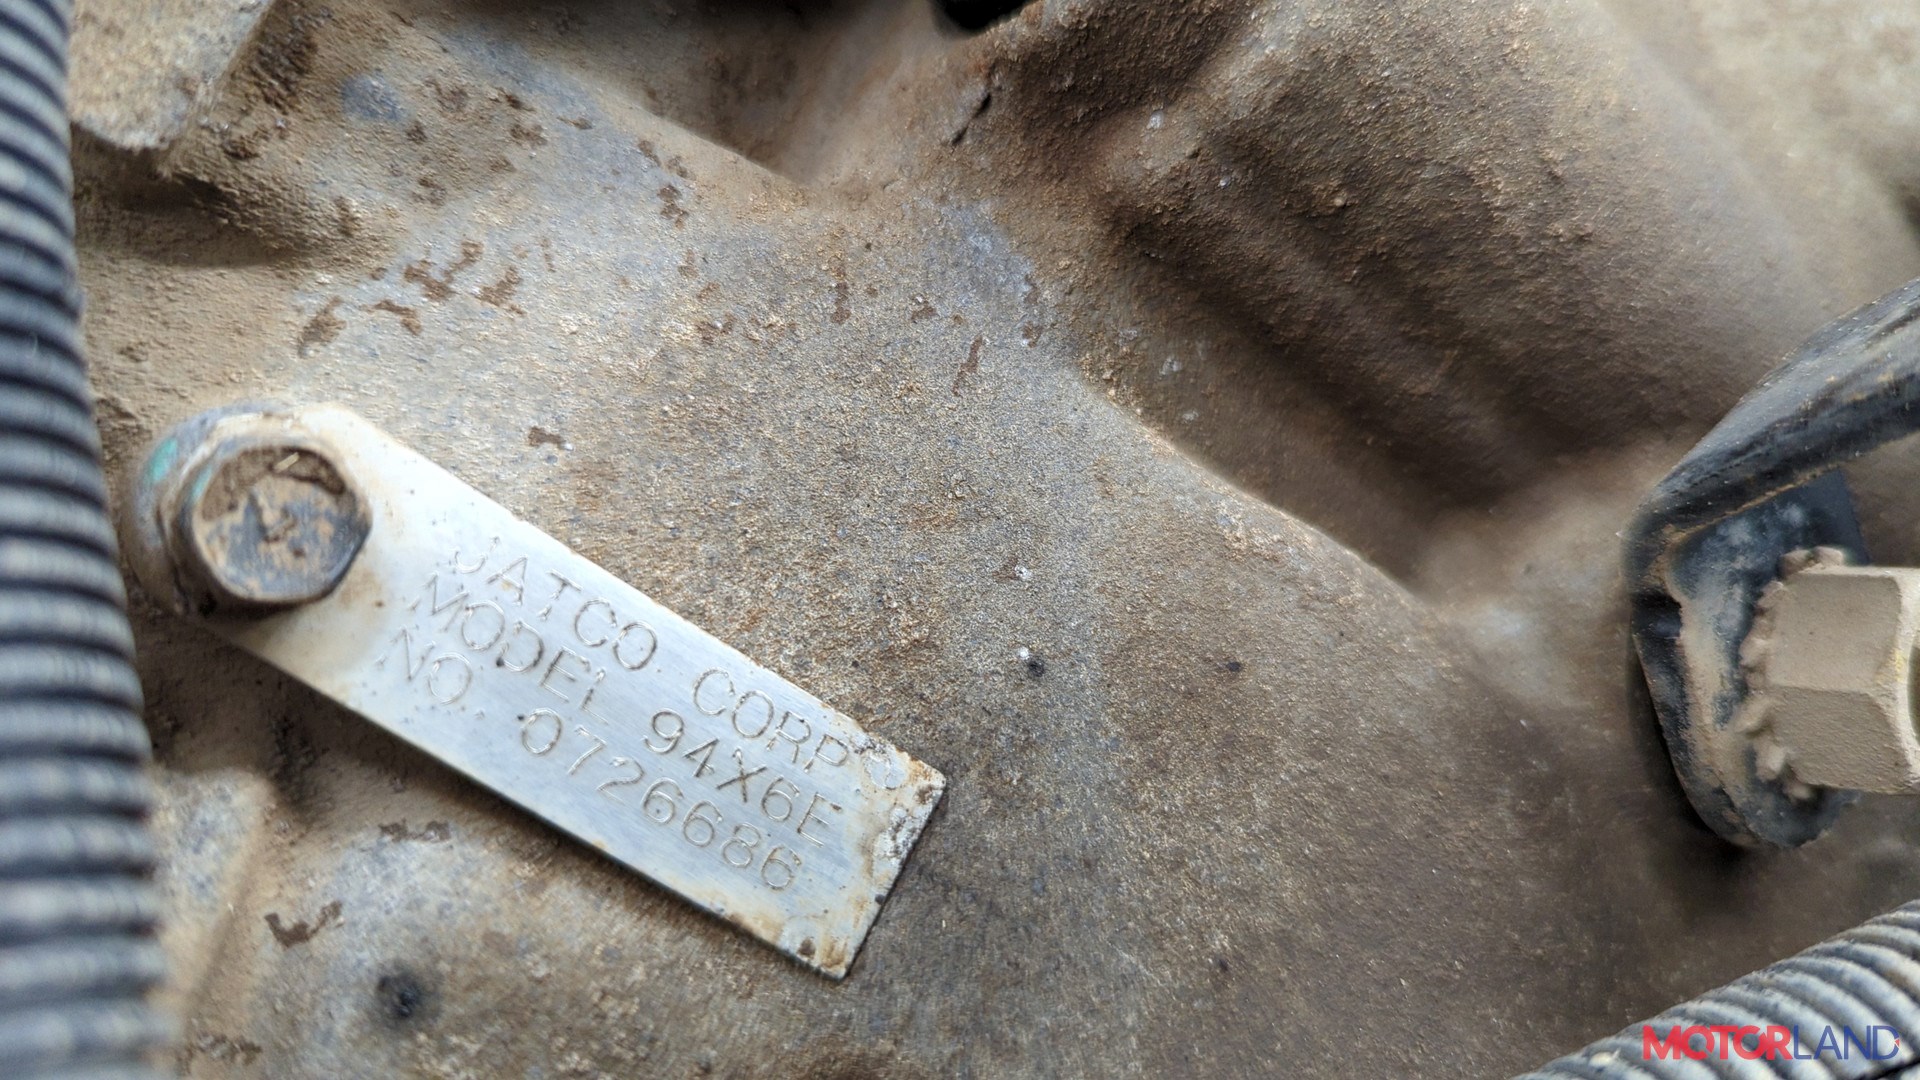 JATCO CORP
MODEL 94X6E
NO. 0726686
MOTORLAND